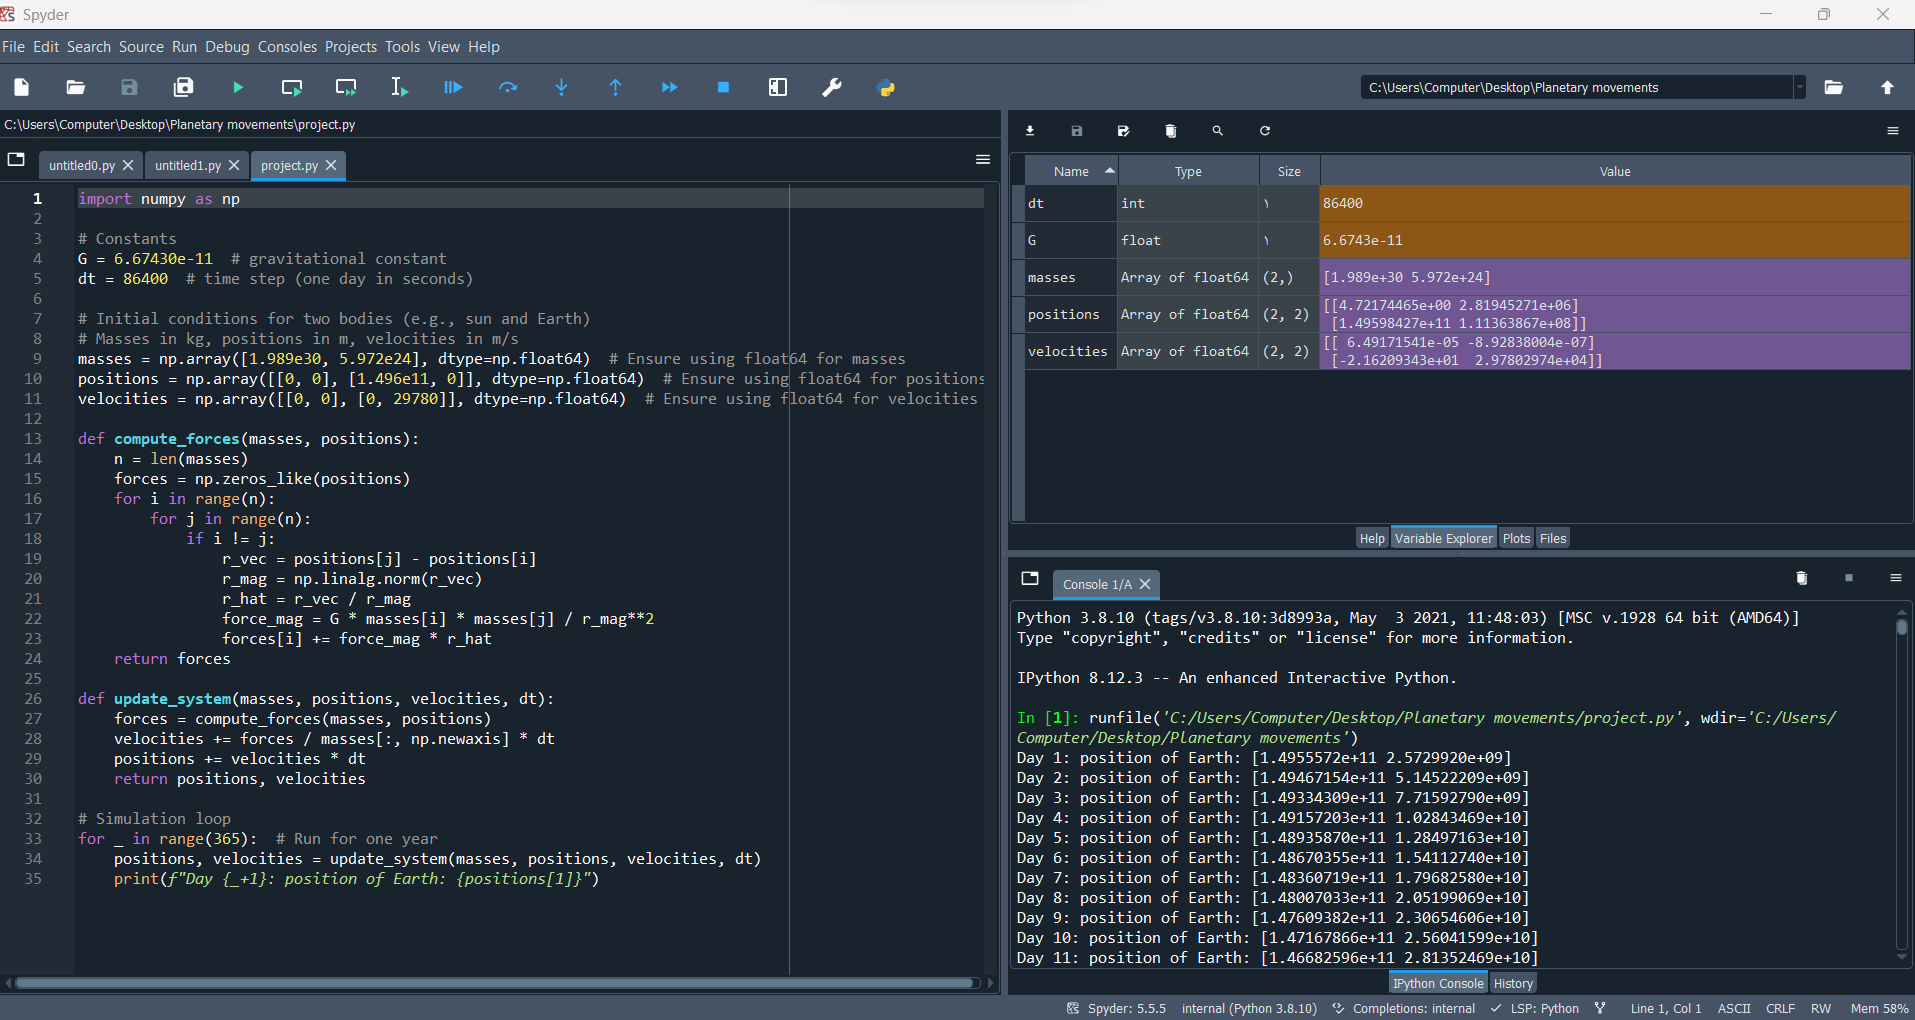 Spyder
File Edit Search Source Run Debug Consoles Projects Tools View Help
C:\Users\Computer\Desktop\Planetary movements
C:\Users\Computer\Desktop\Planetary movements\project.py
untitled0.py
untitled1.py
project.py
1 import numpy as np
2
3 # Constants
4 G = 6.67430e-11  # gravitational constant
5 dt = 86400  # time step (one day in seconds)
6
7 # Initial conditions for two bodies (e.g., sun and Earth)
8 # Masses in kg, positions in m, velocities in m/s
9 masses = np.array([1.989e30, 5.972e24], dtype=np.float64)  # Ensure using float64 for masses
10 positions = np.array([[0, 0], [1.496e11, 0]], dtype=np.float64)  # Ensure using float64 for positions
11 velocities = np.array([[0, 0], [0, 29780]], dtype=np.float64)  # Ensure using float64 for velocities
12
13 def compute_forces(masses, positions):
14     n = len(masses)
15     forces = np.zeros_like(positions)
16     for i in range(n):
17         for j in range(n):
18             if i != j:
19                 r_vec = positions[j] - positions[i]
20                 r_mag = np.linalg.norm(r_vec)
21                 r_hat = r_vec / r_mag
22                 force_mag = G * masses[i] * masses[j] / r_mag**2
23                 forces[i] += force_mag * r_hat
24     return forces
25
26 def update_system(masses, positions, velocities, dt):
27     forces = compute_forces(masses, positions)
28     velocities += forces / masses[:, np.newaxis] * dt
29     positions += velocities * dt
30     return positions, velocities
31
32 # Simulation loop
33 for _ in range(365):  # Run for one year
34     positions, velocities = update_system(masses, positions, velocities, dt)
35     print(f"Day {_+1}: position of Earth: {positions[1]}")
Name Type Size Value
dt int ١ 86400
G float ١ 6.6743e-11
masses Array of float64 (2,) [1.989e+30 5.972e+24]
positions Array of float64 (2, 2) [[4.72174465e+00 2.81945271e+06]
[1.49598427e+11 1.11363867e+08]]
velocities Array of float64 (2, 2) [[ 6.49171541e-05 -8.92838004e-07]
[-2.16209343e+01  2.97802974e+04]]
Help Variable Explorer Plots Files
Console 1/A
Python 3.8.10 (tags/v3.8.10:3d8993a, May  3 2021, 11:48:03) [MSC v.1928 64 bit (AMD64)]
Type "copyright", "credits" or "license" for more information.
IPython 8.12.3 -- An enhanced Interactive Python.
In [1]: runfile('C:/Users/Computer/Desktop/Planetary movements/project.py', wdir='C:/Users/
Computer/Desktop/Planetary movements')
Day 1: position of Earth: [1.4955572e+11 2.5729920e+09]
Day 2: position of Earth: [1.49467154e+11 5.14522209e+09]
Day 3: position of Earth: [1.49334309e+11 7.71592790e+09]
Day 4: position of Earth: [1.49157203e+11 1.02843469e+10]
Day 5: position of Earth: [1.48935870e+11 1.28497163e+10]
Day 6: position of Earth: [1.48670355e+11 1.54112740e+10]
Day 7: position of Earth: [1.48360719e+11 1.79682580e+10]
Day 8: position of Earth: [1.48007033e+11 2.05199069e+10]
Day 9: position of Earth: [1.47609382e+11 2.30654606e+10]
Day 10: position of Earth: [1.47167866e+11 2.56041599e+10]
Day 11: position of Earth: [1.46682596e+11 2.81352469e+10]
IPython Console History
Spyder: 5.5.5 internal (Python 3.8.10) Completions: internal LSP: Python Line 1, Col 1 ASCII CRLF RW Mem 58%